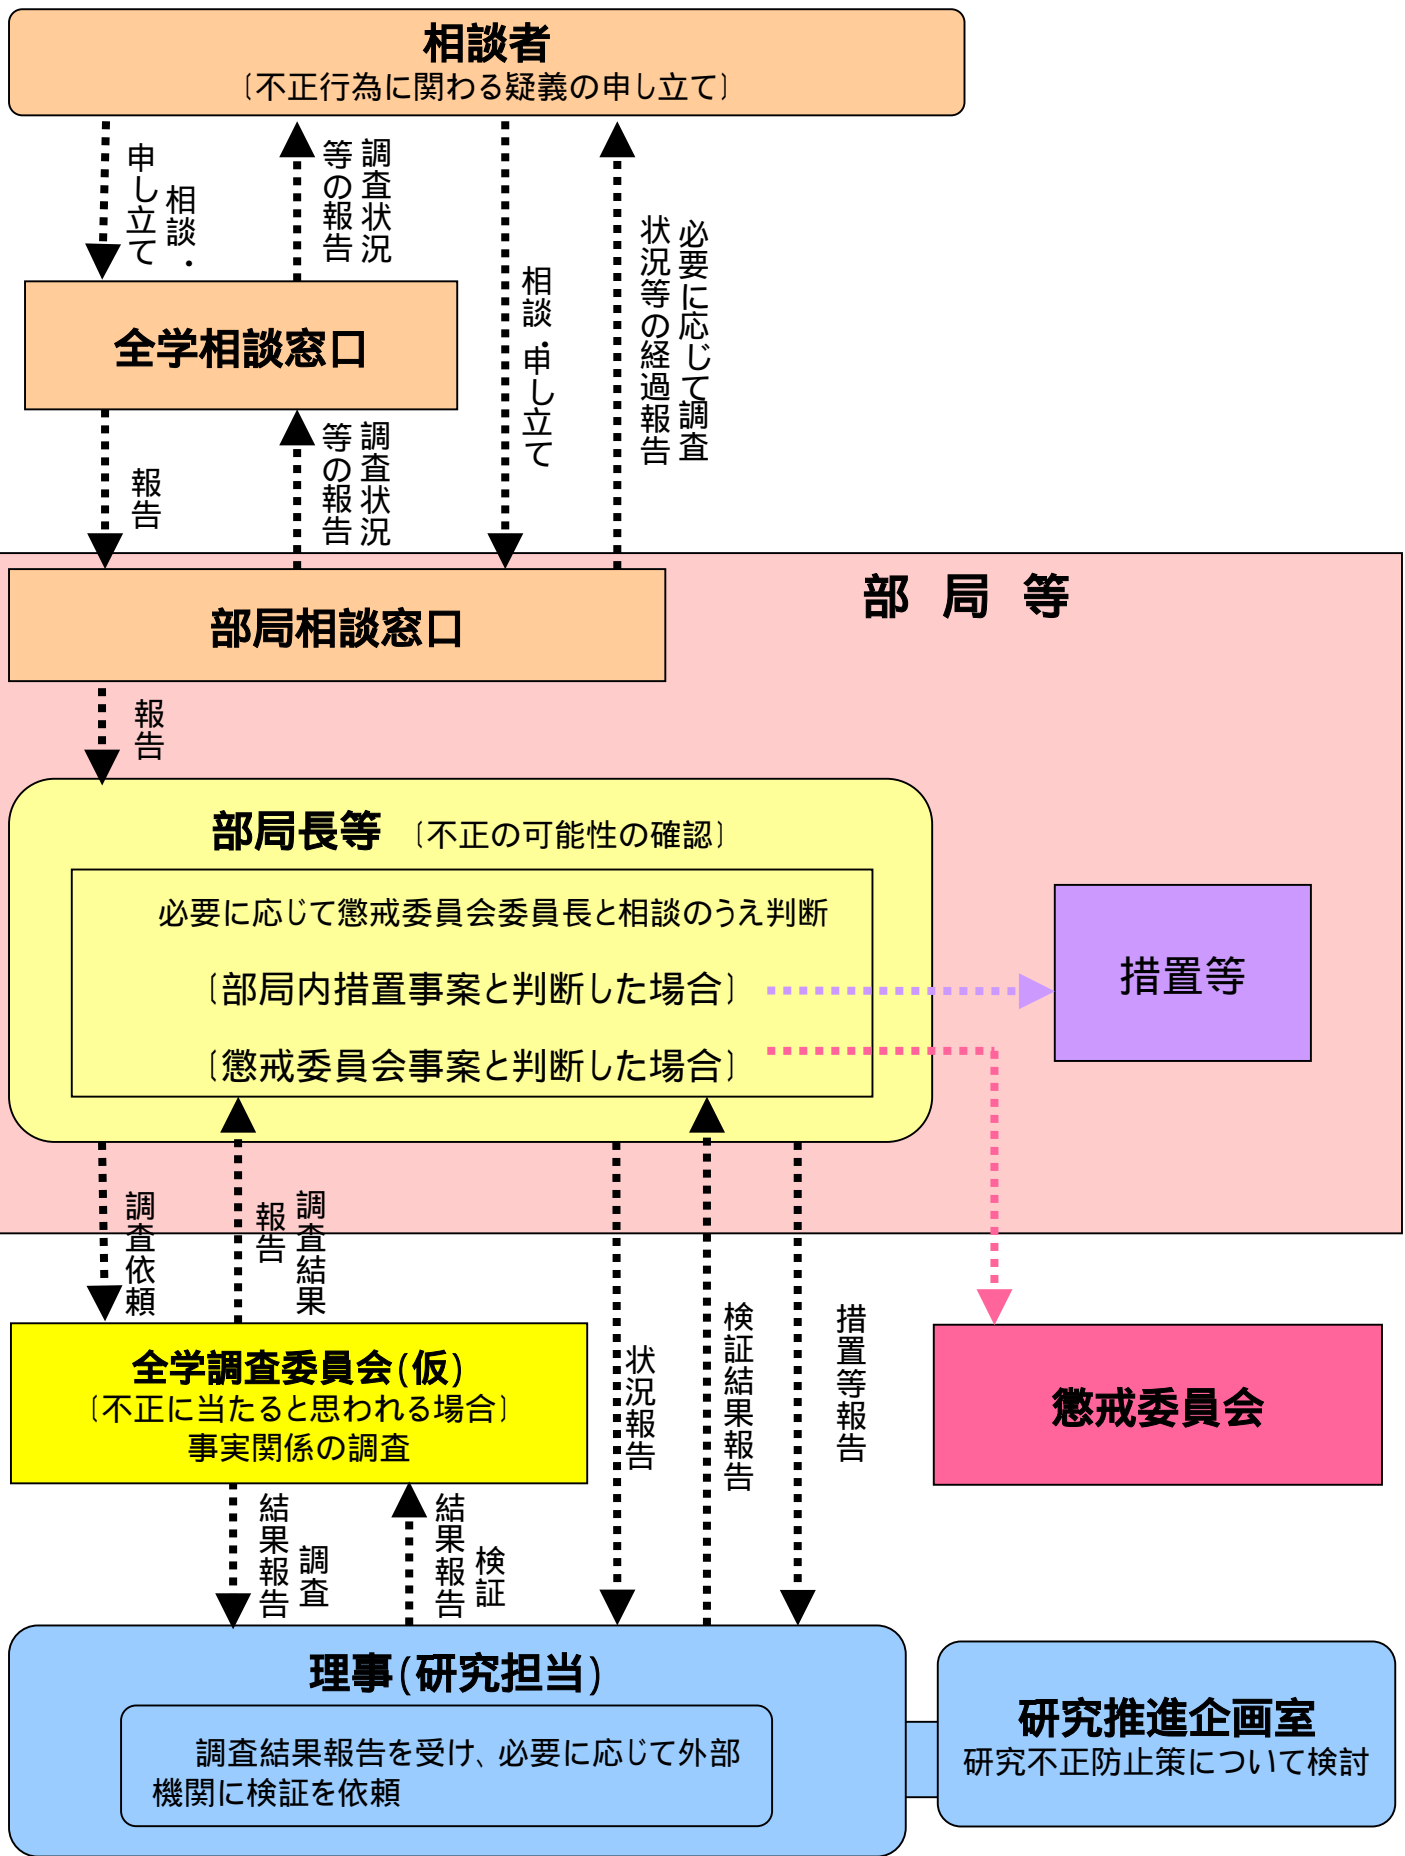 相談者
〔不正行為に関わる疑義の申し立て〕
相談・
申し立て
調査状況
等の報告
相談・申し立て
必要に応じて調査
状況等の経過報告
全学相談窓口
報告
調査状況
等の報告
部 局 等
部局相談窓口
報告
部局長等 〔不正の可能性の確認〕
必要に応じて懲戒委員会委員長と相談のうえ判断
〔部局内措置事案と判断した場合〕
〔懲戒委員会事案と判断した場合〕
措置等
調査依頼
調査結果
報告
状況報告
検証結果報告
措置等報告
全学調査委員会(仮)
〔不正に当たると思われる場合〕
事実関係の調査
懲戒委員会
調査
結果報告
検証
結果報告
理事(研究担当)
調査結果報告を受け、必要に応じて外部
機関に検証を依頼
研究推進企画室
研究不正防止策について検討